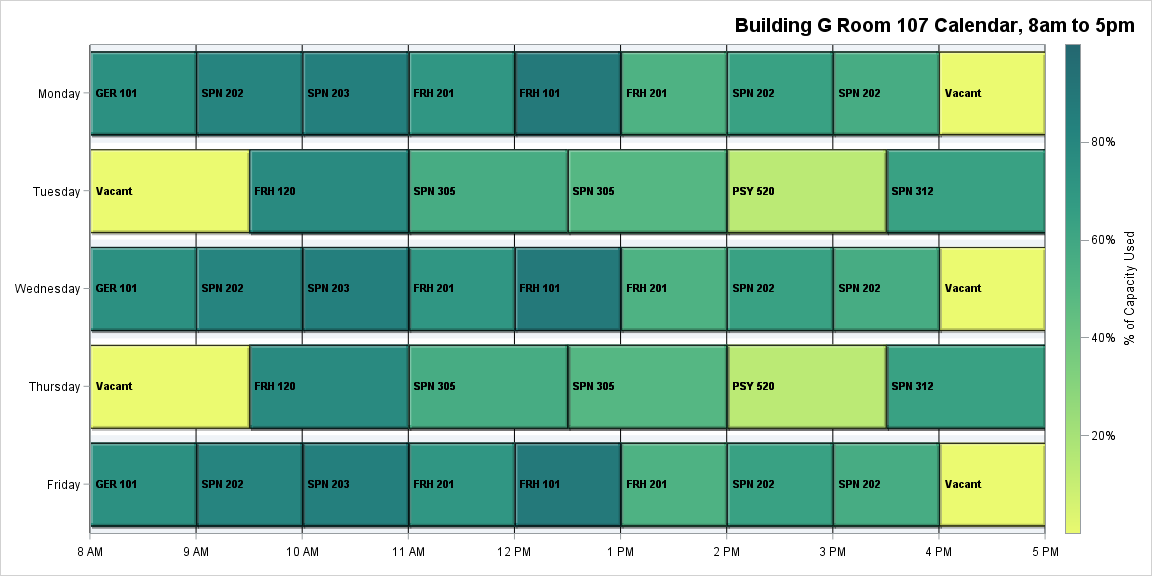 Building G Room 107 Calendar, 8am to 5pm
Monday GER 101 SPN 202 SPN 203 FRH 201 FRH 101 FRH 201 SPN 202 SPN 202 Vacant
80%
Tuesday Vacant FRH 120 SPN 305 SPN 305 PSY 520 SPN 312
60%
Wednesday GER 101 SPN 202 SPN 203 FRH 201 FRH 101 FRH 201 SPN 202 SPN 202 Vacant
% of Capacity Used
40%
Thursday Vacant FRH 120 SPN 305 SPN 305 PSY 520 SPN 312
20%
Friday GER 101 SPN 202 SPN 203 FRH 201 FRH 101 FRH 201 SPN 202 SPN 202 Vacant
8 AM 9 AM 10 AM 11 AM 12 PM 1 PM 2 PM 3 PM 4 PM 5 PM